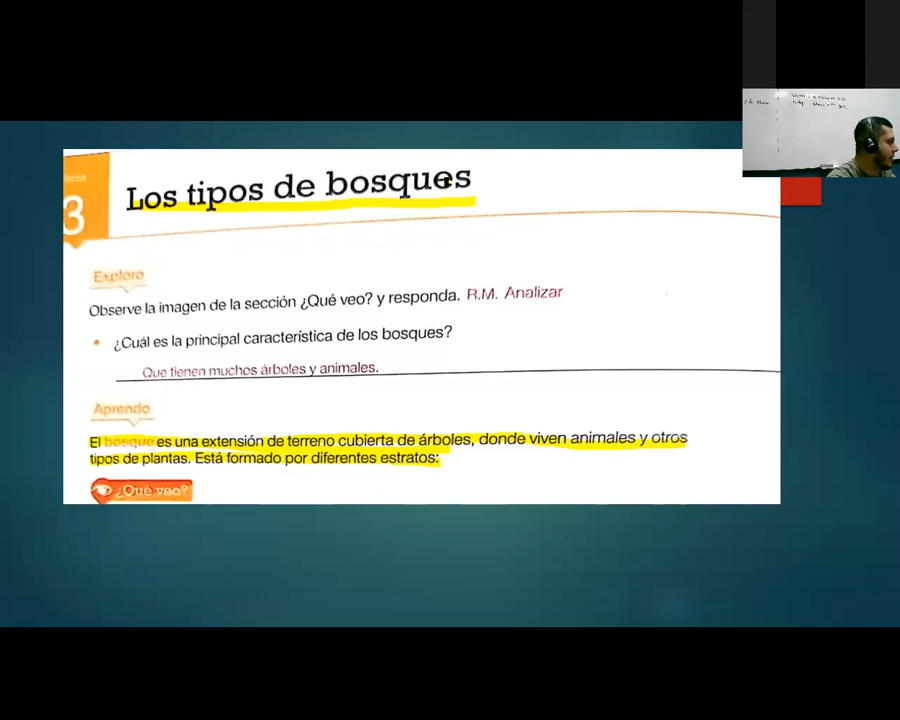 3
Los tipos de bosques
Exploro
Observe la imagen de la sección ¿Qué veo? y responda. R.M. Analizar
• ¿Cuál es la principal característica de los bosques?
Que tienen muchos árboles y animales.
Aprendo
El bosque es una extensión de terreno cubierta de árboles, donde viven animales y otros
tipos de plantas. Está formado por diferentes estratos:
¿Qué veo?